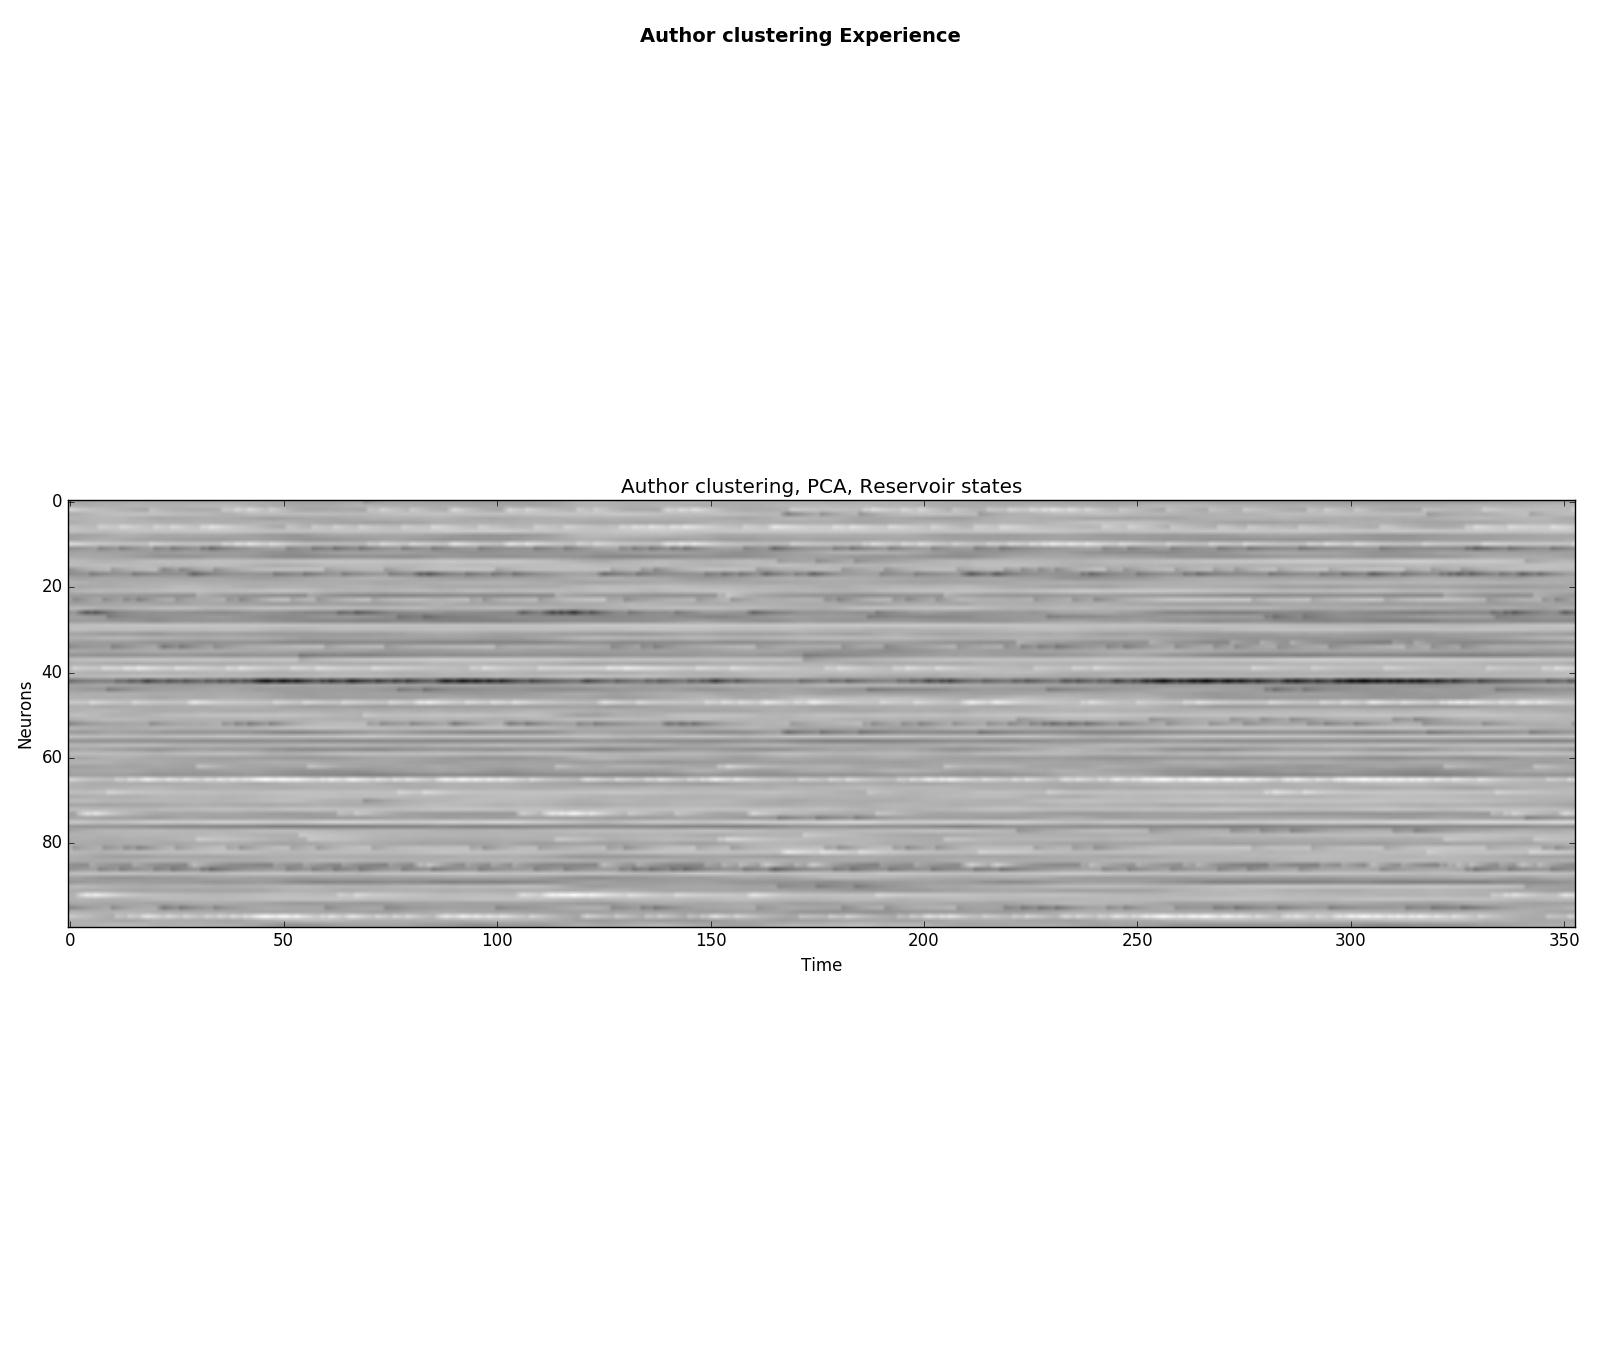 Author clustering Experience
Author clustering, PCA, Reservoir states
0
20
40
60
80
Neurons
0 50 100 150 200 250 300 350
Time